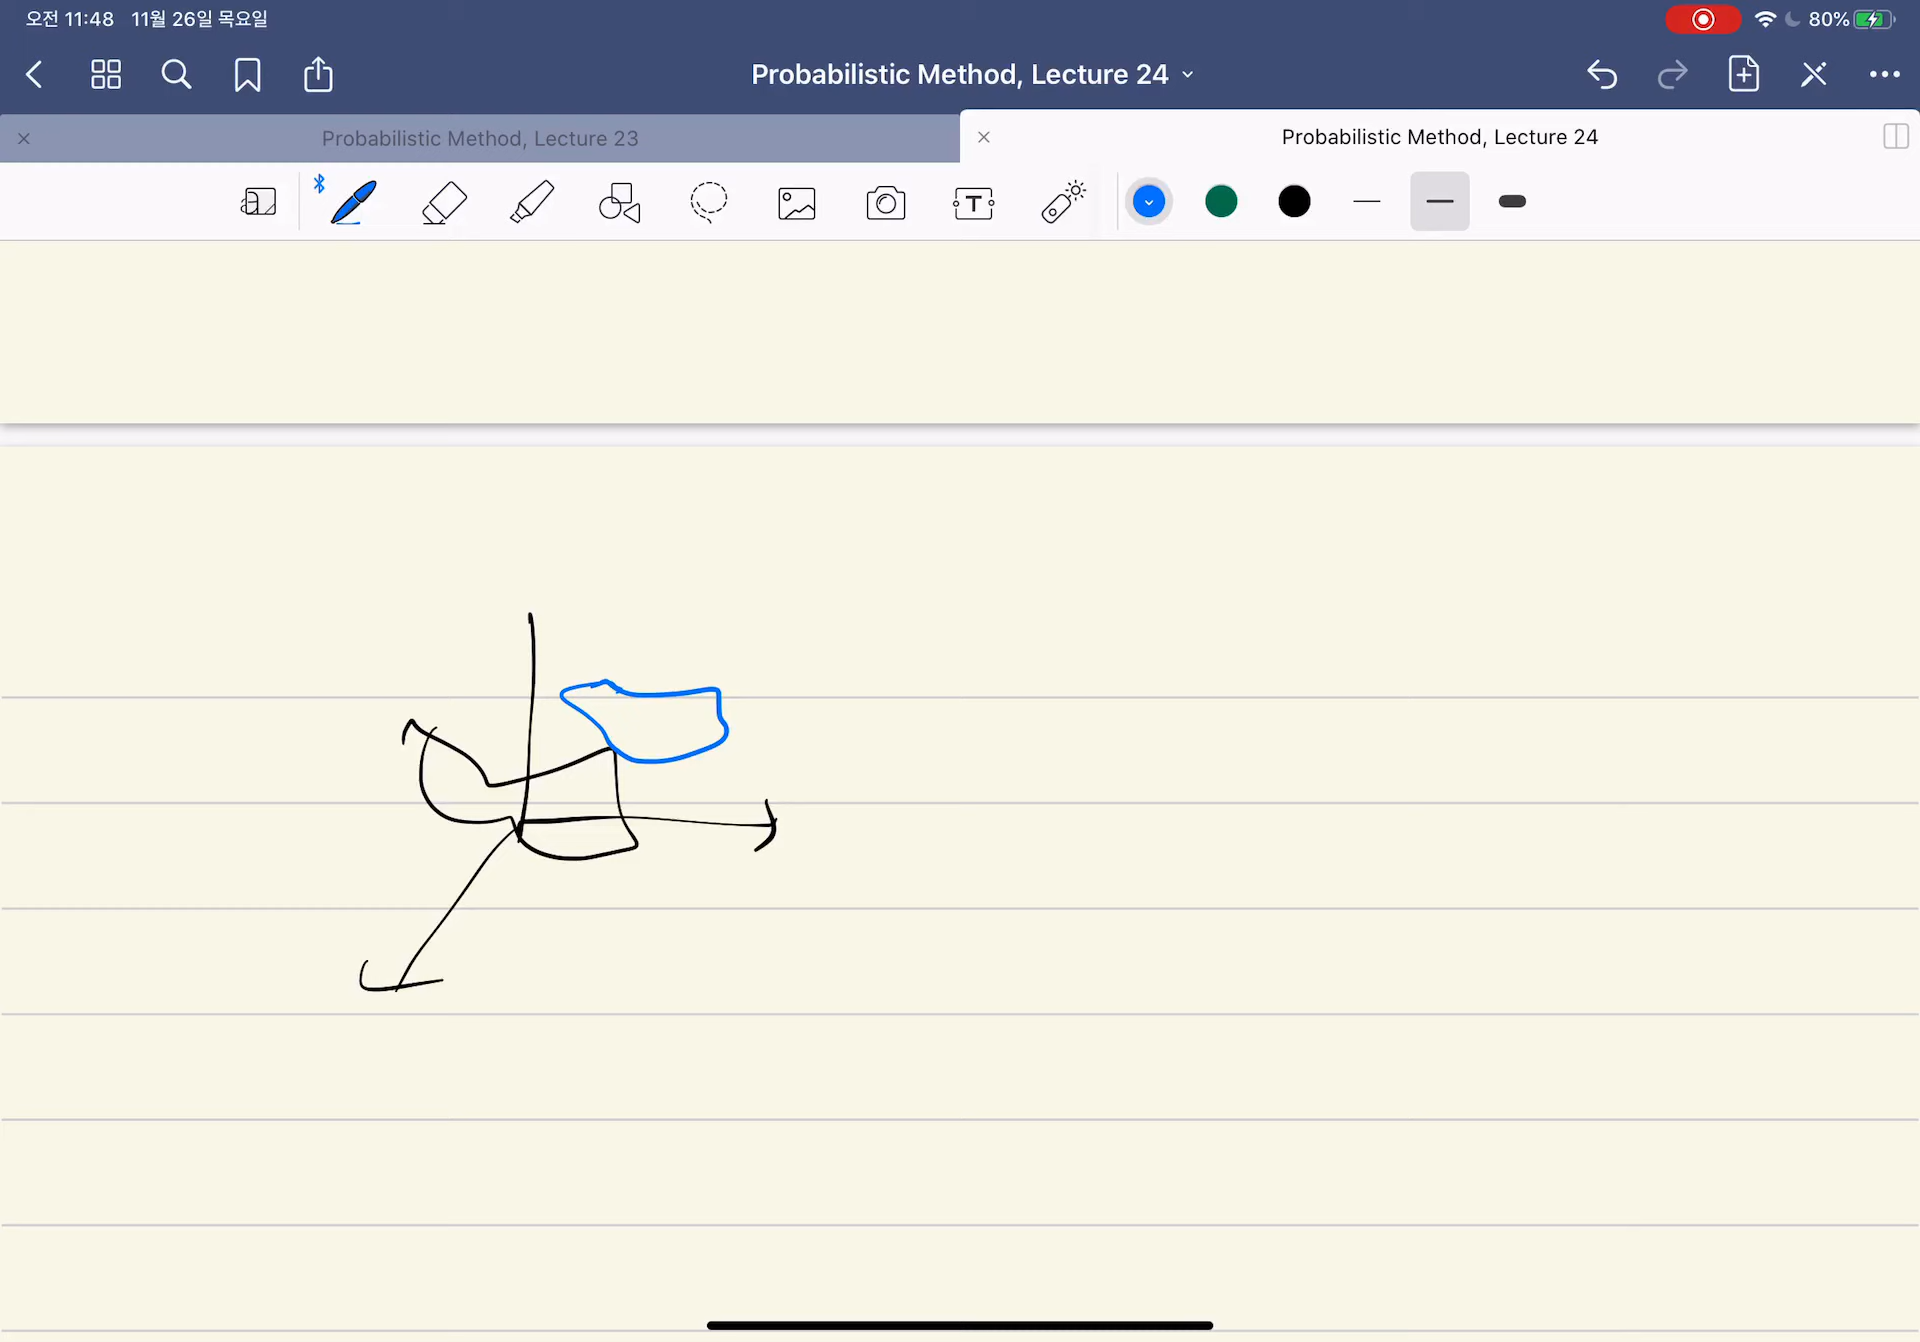 오전 11:48 11월 26일 목요일 80%
Probabilistic Method, Lecture 24
Probabilistic Method, Lecture 23 Probabilistic Method, Lecture 24
a T